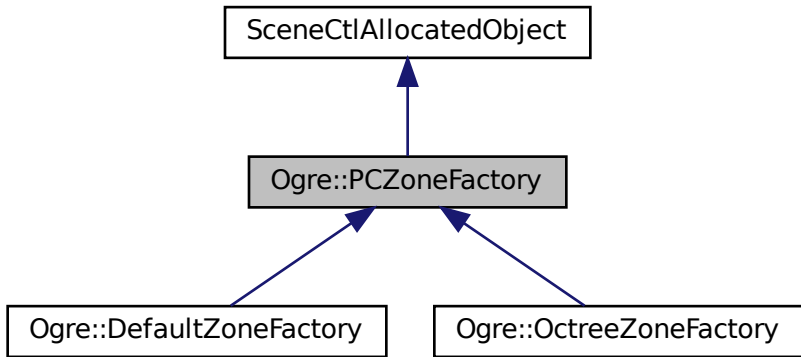 SceneCtlAllocatedObject
Ogre::PCZoneFactory
Ogre::DefaultZoneFactory
Ogre::OctreeZoneFactory